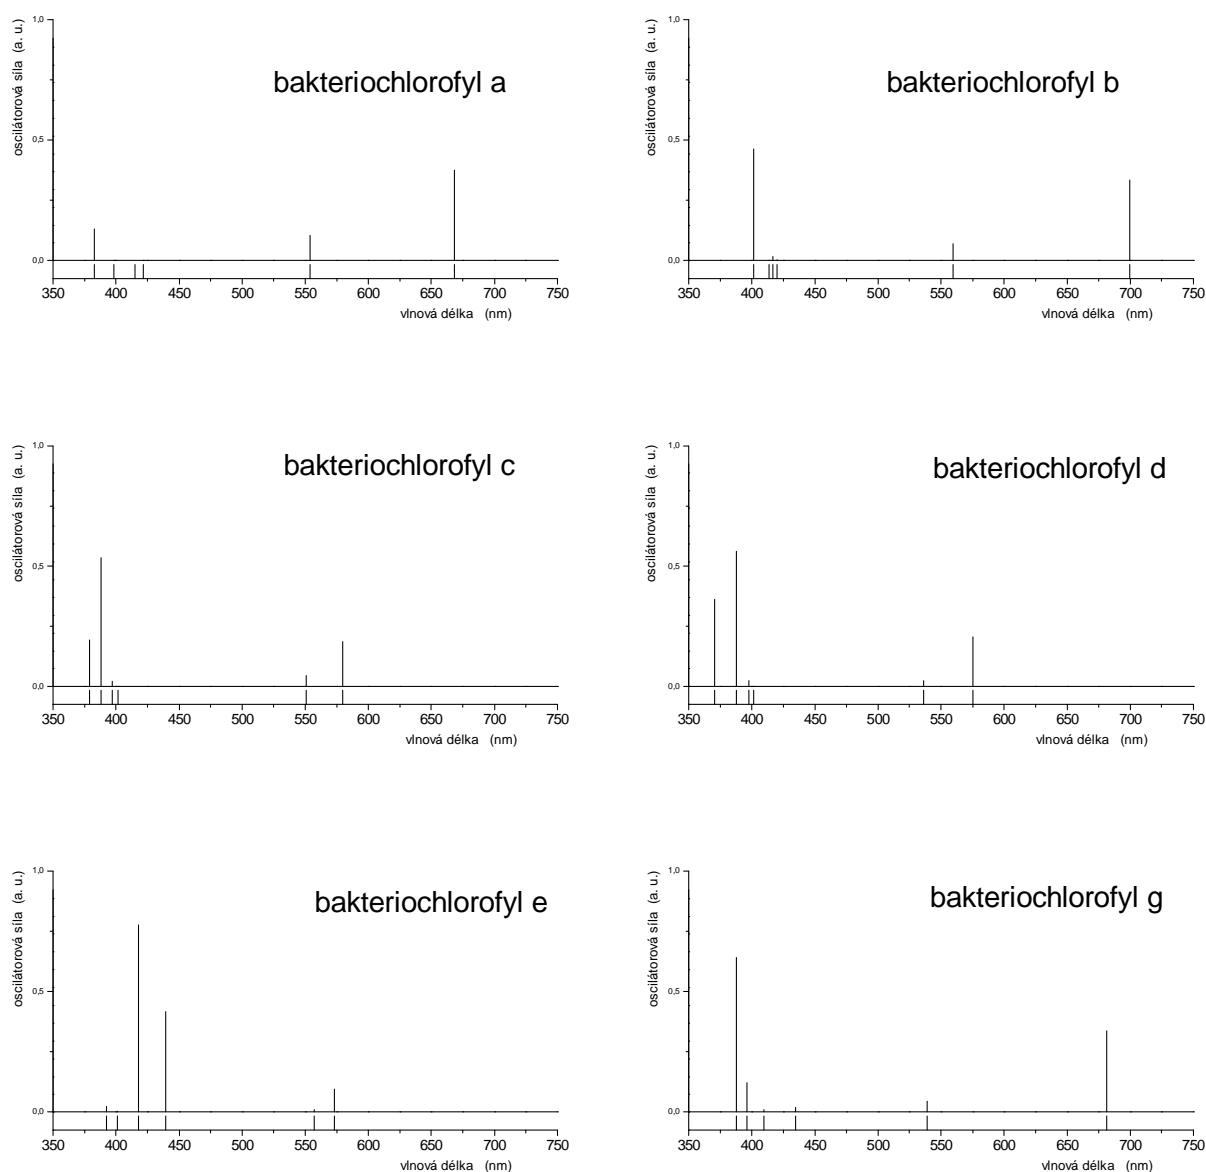 bakteriochlorofyl a
oscilátorová síla (a. u.)
1,0
0,5
0,0
350 400 450 500 550 600 650 700 750
vlnová délka (nm)
bakteriochlorofyl b
oscilátorová síla (a. u.)
1,0
0,5
0,0
350 400 450 500 550 600 650 700 750
vlnová délka (nm)
bakteriochlorofyl c
oscilátorová síla (a. u.)
1,0
0,5
0,0
350 400 450 500 550 600 650 700 750
vlnová délka (nm)
bakteriochlorofyl d
oscilátorová síla (a. u.)
1,0
0,5
0,0
350 400 450 500 550 600 650 700 750
vlnová délka (nm)
bakteriochlorofyl e
oscilátorová síla (a. u.)
1,0
0,5
0,0
350 400 450 500 550 600 650 700 750
vlnová délka (nm)
bakteriochlorofyl g
oscilátorová síla (a. u.)
1,0
0,5
0,0
350 400 450 500 550 600 650 700 750
vlnová délka (nm)